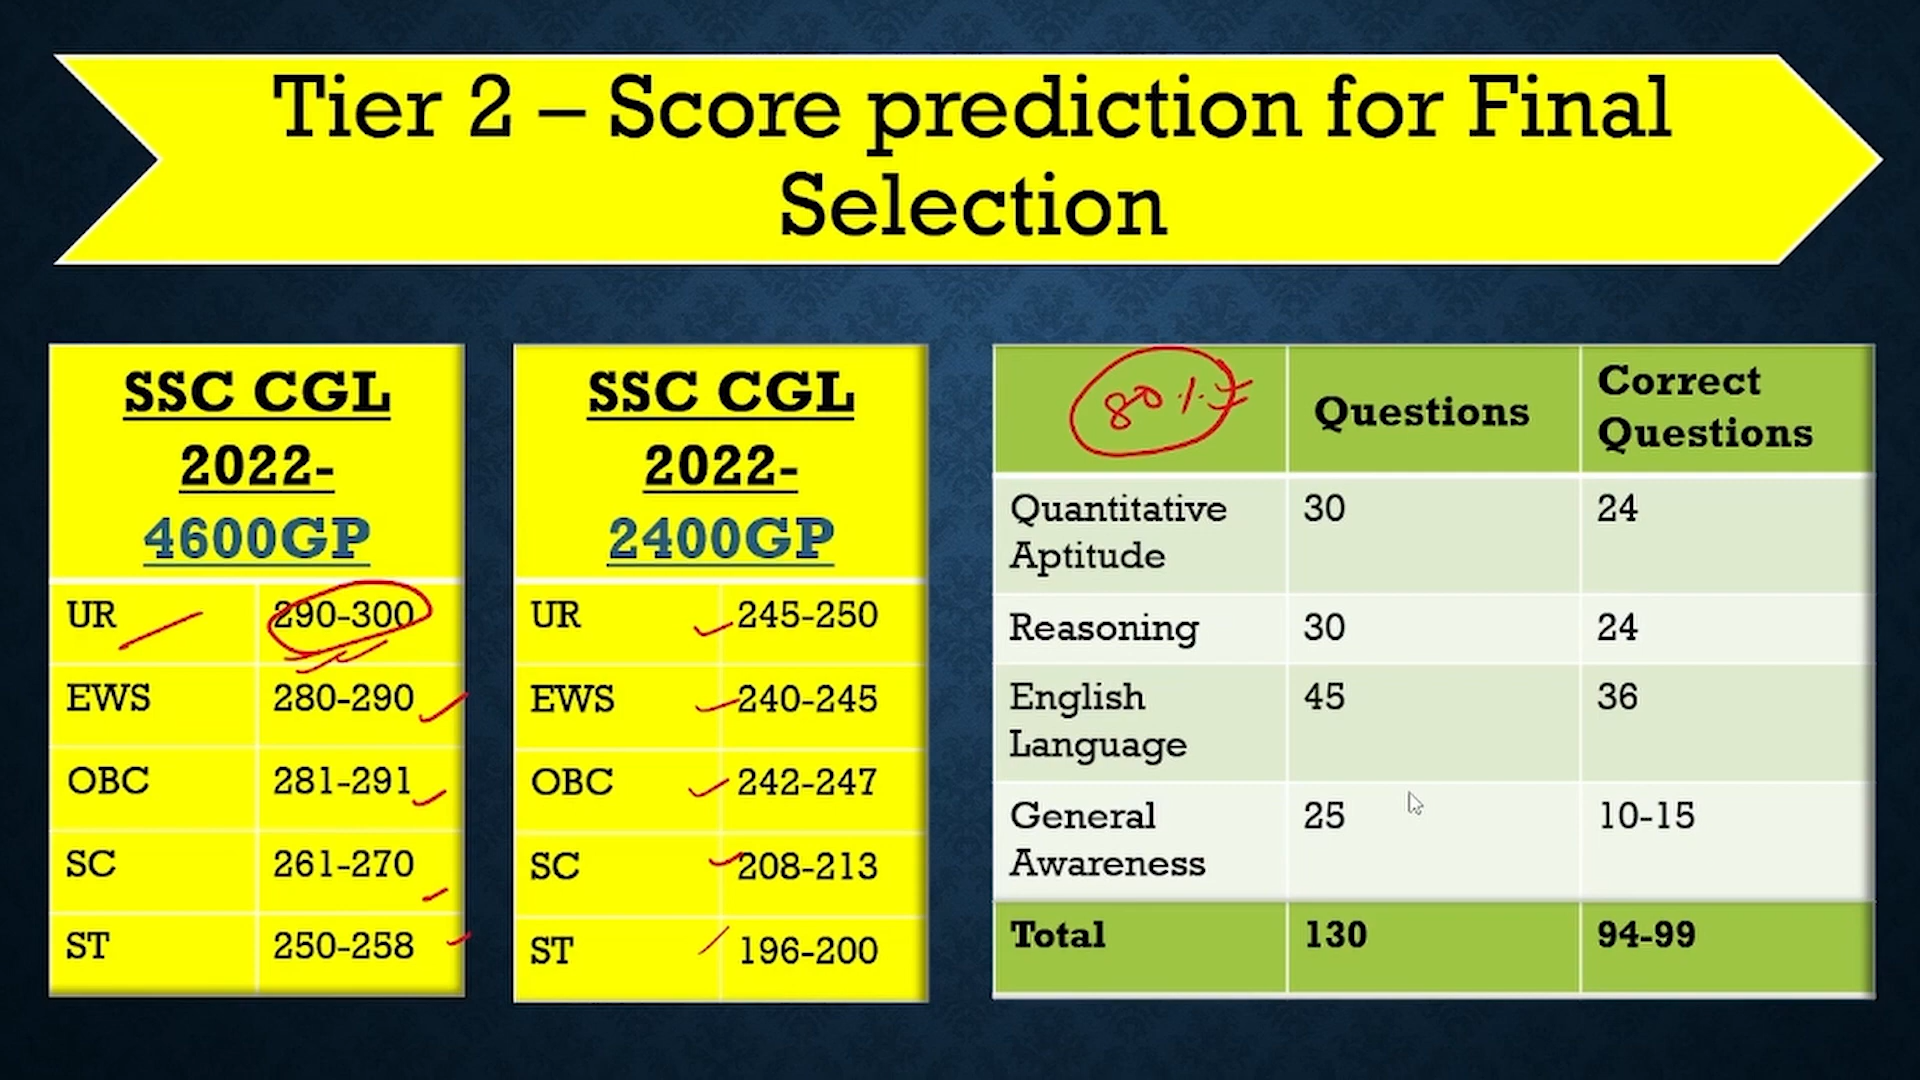 Tier 2 – Score prediction for Final
Selection
SSC CGL
2022-
4600GP
UR 290-300
EWS 280-290
OBC 281-291
SC 261-270
ST 250-258
SSC CGL
2022-
2400GP
UR 245-250
EWS 240-245
OBC 242-247
SC 208-213
ST 196-200
80%
Questions
Correct
Questions
Quantitative
Aptitude
30 24
Reasoning 30 24
English
Language
45 36
General
Awareness
25 10-15
Total 130 94-99